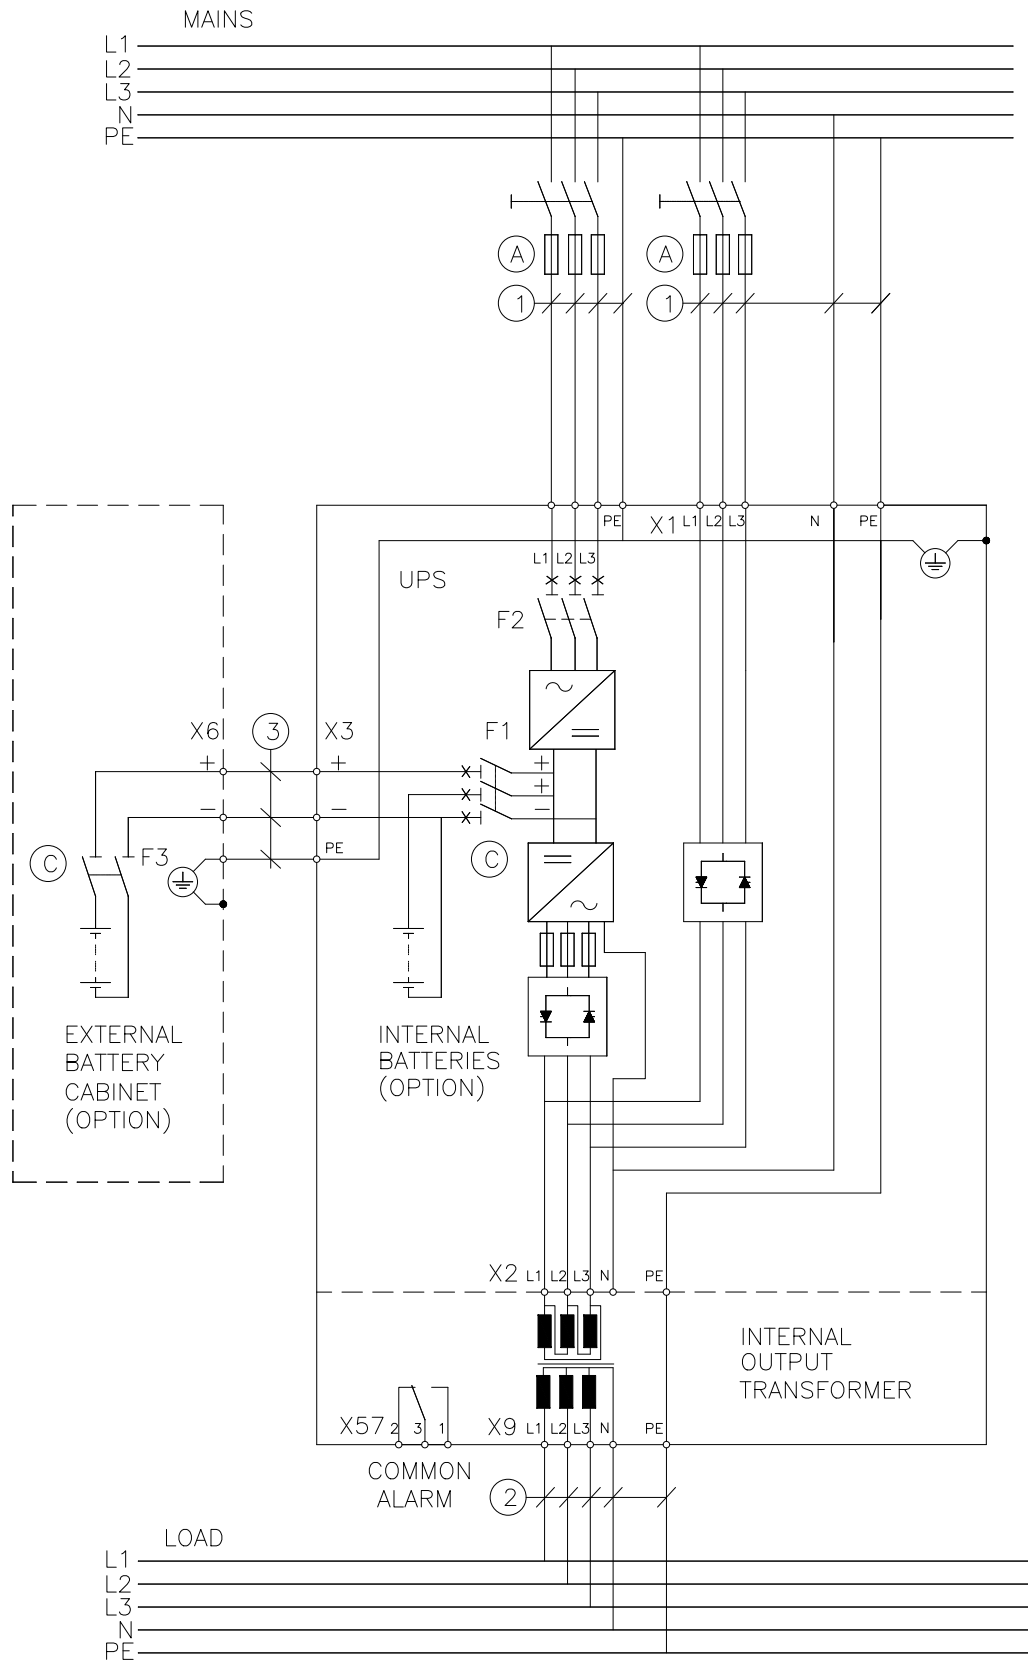 MAINS
L1
L2
L3
N
PE
A
A
1
1
PE
X1
L1
L2
L3
N
PE
L1
L2
L3
UPS
F2
X6
3
X3
F1
+
+
+
+
-
-
-
PE
C
F3
C
EXTERNAL
BATTERY
CABINET
(OPTION)
INTERNAL
BATTERIES
(OPTION)
X2
L1
L2
L3
N
PE
INTERNAL
OUTPUT
TRANSFORMER
X57
2
3
1
X9
L1
L2
L3
N
PE
COMMON
ALARM
2
LOAD
L1
L2
L3
N
PE